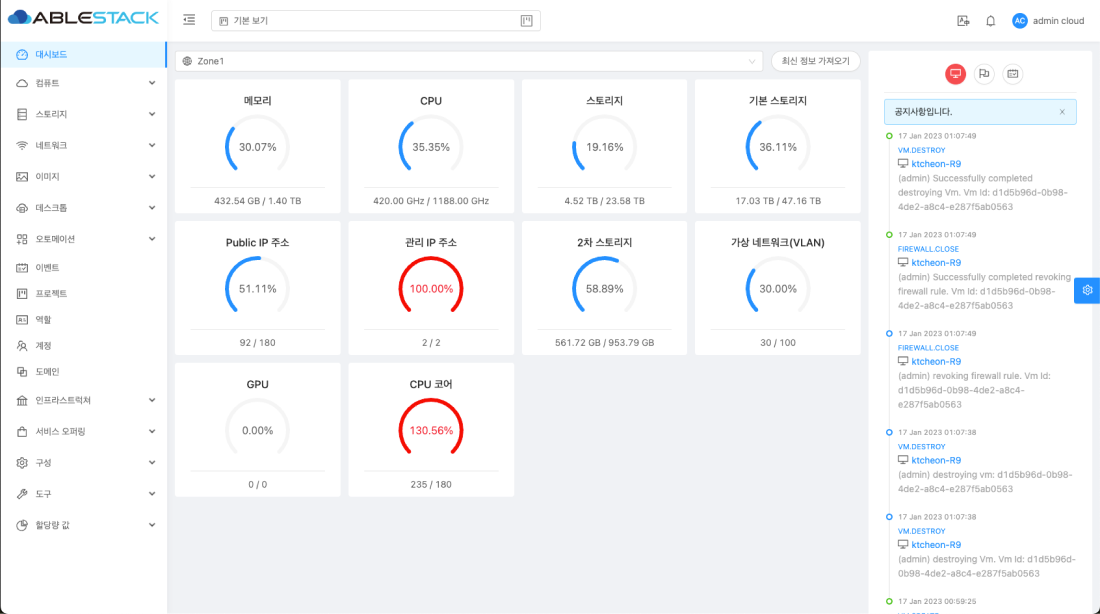 ABLESTACK
기본 보기
AC
admin cloud
대시보드
컴퓨트
스토리지
네트워크
이미지
데스크톱
오토메이션
이벤트
프로젝트
역할
계정
도메인
인프라스트럭쳐
서비스 오퍼링
구성
도구
할당량 값
Zone1
최신 정보 가져오기
메모리
30.07%
432.54 GB / 1.40 TB
CPU
35.35%
420.00 GHz / 1188.00 GHz
스토리지
19.16%
4.52 TB / 23.58 TB
기본 스토리지
36.11%
17.03 TB / 47.16 TB
Public IP 주소
51.11%
92 / 180
관리 IP 주소
100.00%
2 / 2
2차 스토리지
58.89%
561.72 GB / 953.79 GB
가상 네트워크(VLAN)
30.00%
30 / 100
GPU
0.00%
0 / 0
CPU 코어
130.56%
235 / 180
공지사항입니다.
17 Jan 2023 01:07:49
VM.DESTROY
ktcheon-R9
(admin) Successfully completed
destroying Vm. Vm Id: d1d5b96d-0b98-
4de2-a8c4-e287f5ab0563
17 Jan 2023 01:07:49
FIREWALL.CLOSE
ktcheon-R9
(admin) Successfully completed revoking
firewall rule. Vm Id: d1d5b96d-0b98-
4de2-a8c4-e287f5ab0563
17 Jan 2023 01:07:49
FIREWALL.CLOSE
ktcheon-R9
(admin) revoking firewall rule. Vm Id:
d1d5b96d-0b98-4de2-a8c4-
e287f5ab0563
17 Jan 2023 01:07:38
VM.DESTROY
ktcheon-R9
(admin) destroying vm: d1d5b96d-0b98-
4de2-a8c4-e287f5ab0563
17 Jan 2023 01:07:38
VM.DESTROY
ktcheon-R9
(admin) destroying Vm. Vm Id: d1d5b96d-
0b98-4de2-a8c4-e287f5ab0563
17 Jan 2023 00:59:25